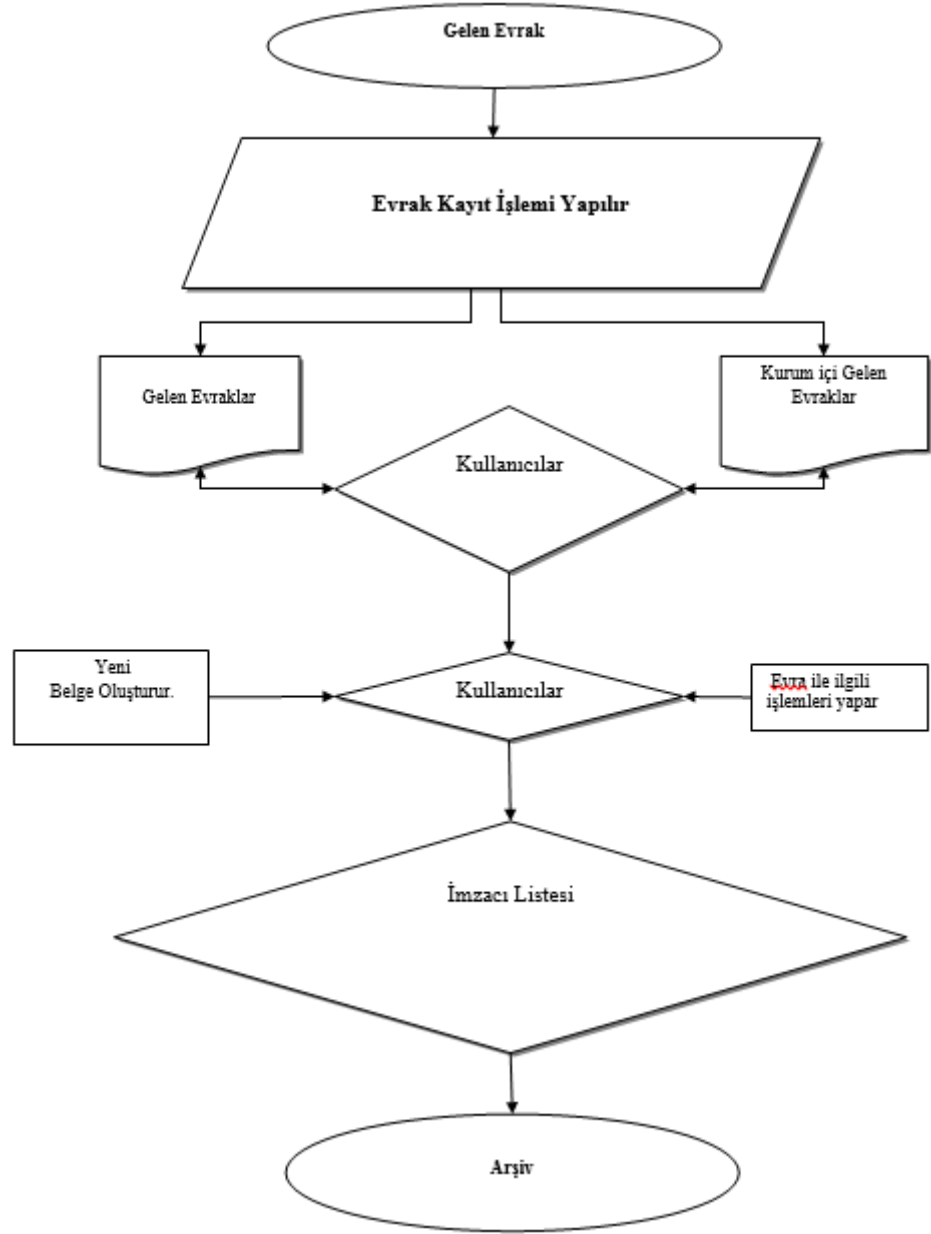 Gelen Evrak
Evrak Kayıt İşlemi Yapılır
Gelen Evraklar
Kurum içi Gelen
Evraklar
Kullanıcılar
Yeni
Belge Oluşturur.
Kullanıcılar
Evra ile ilgili
işlemleri yapar
İmzacı Listesi
Arşiv